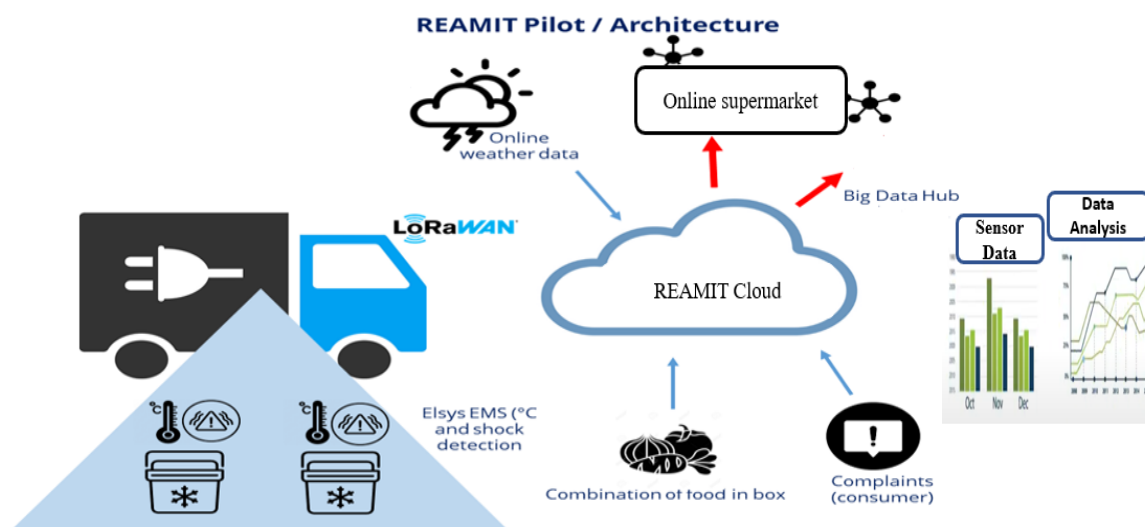 REAMIT Pilot / Architecture
Online supermarket
Online
weather data
Big Data Hub
LoRaWAN
Sensor
Data
Data
Analysis
REAMIT Cloud
Oct Nov Dec
°C
°C
Elsys EMS (°C
and shock
detection
Combination of food in box
Complaints
(consumer)